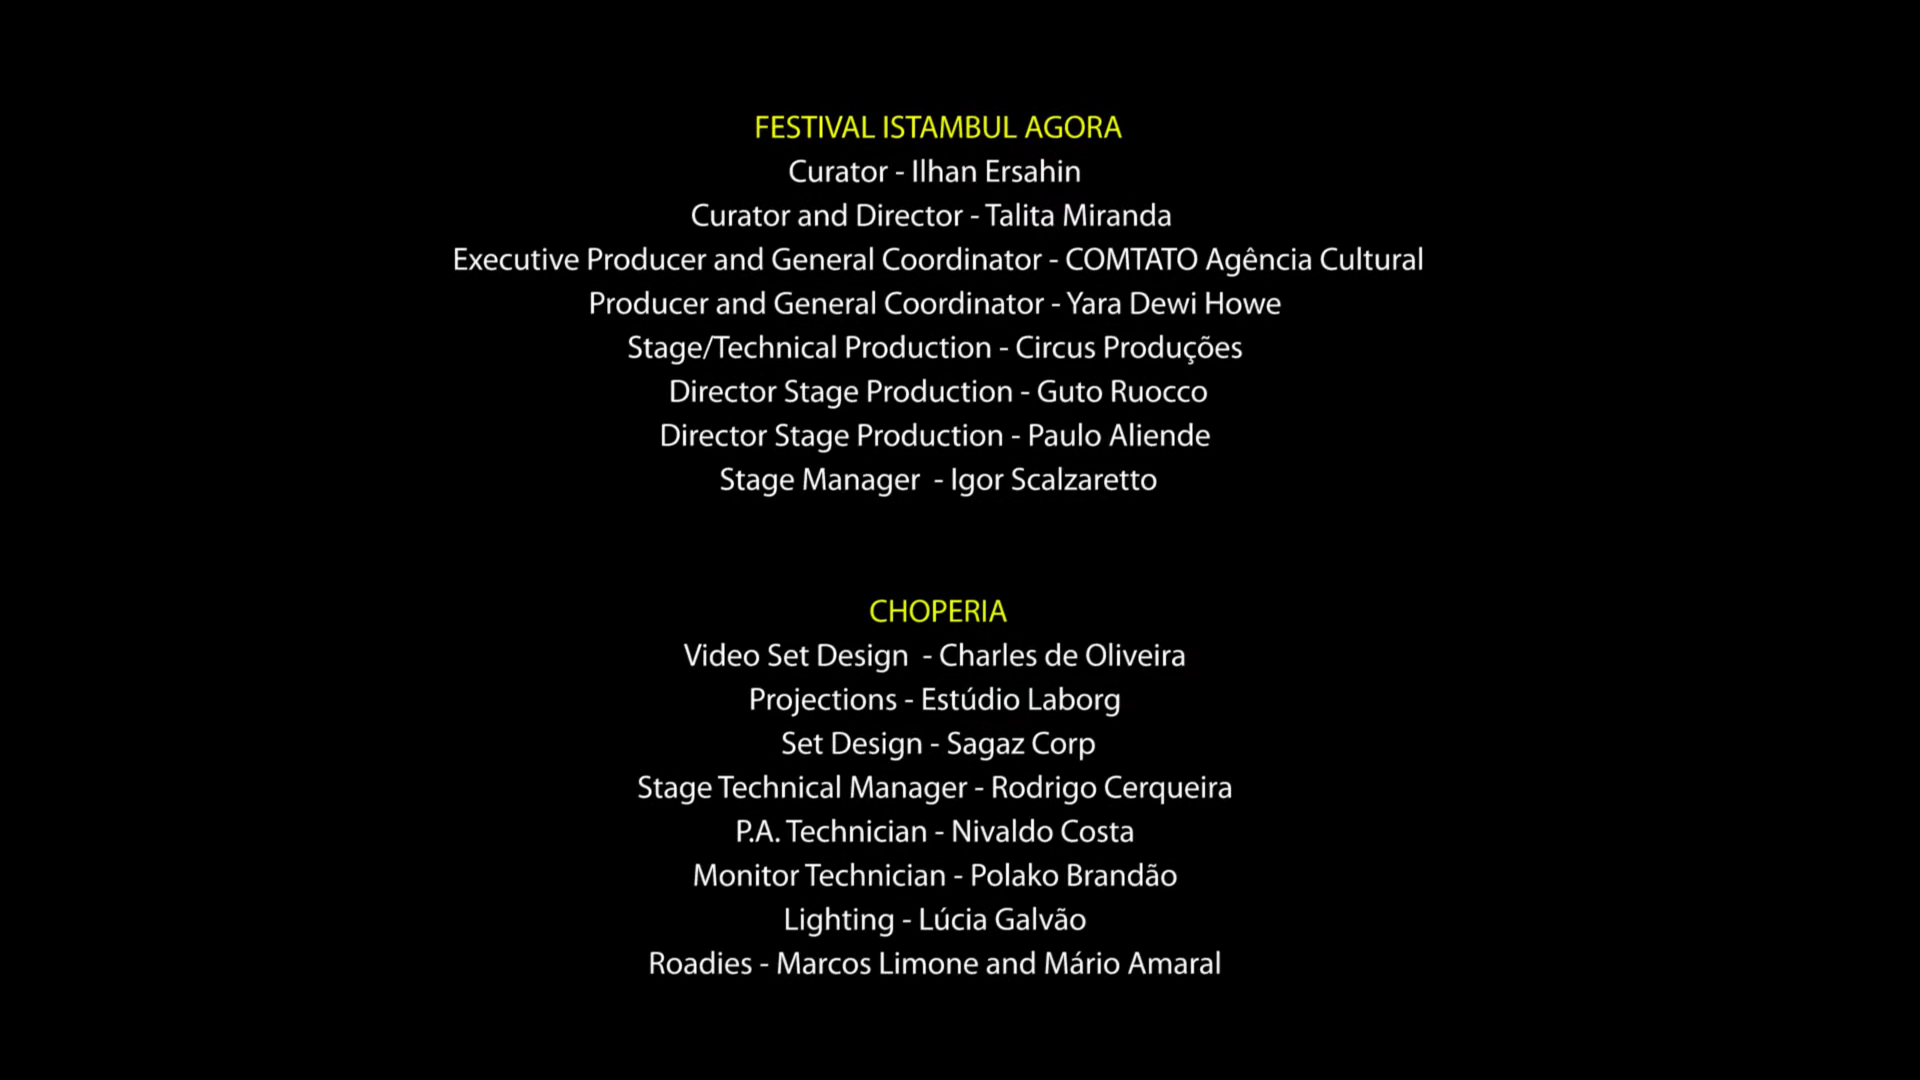 FESTIVAL ISTAMBUL AGORA
Curator - Ilhan Ersahin
Curator and Director - Talita Miranda
Executive Producer and General Coordinator - COMTATO Agência Cultural
Producer and General Coordinator - Yara Dewi Howe
Stage/Technical Production - Circus Produções
Director Stage Production - Guto Ruocco
Director Stage Production - Paulo Aliende
Stage Manager  - Igor Scalzaretto
CHOPERIA
Video Set Design  - Charles de Oliveira
Projections - Estúdio Laborg
Set Design - Sagaz Corp
Stage Technical Manager - Rodrigo Cerqueira
P.A. Technician - Nivaldo Costa
Monitor Technician - Polako Brandão
Lighting - Lúcia Galvão
Roadies - Marcos Limone and Mário Amaral